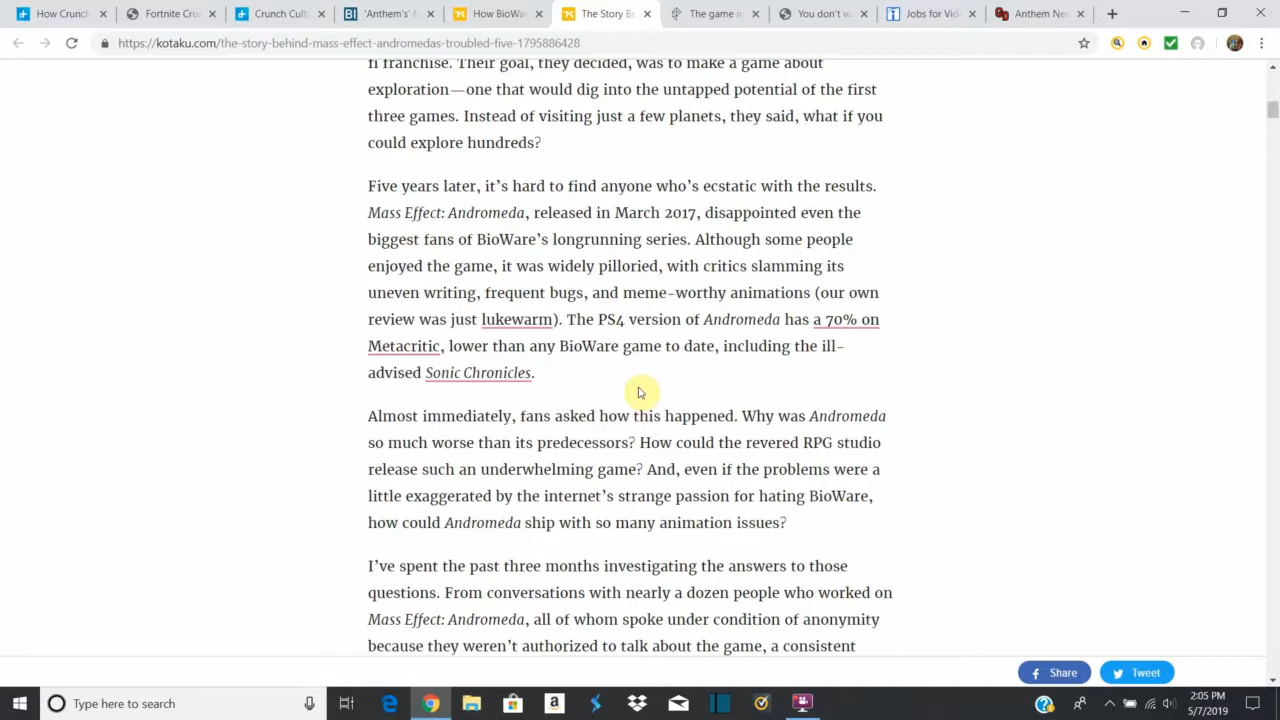 How Crunch
Fortnite Cru
Crunch Cult
'Anthem's' f
How BioWa
The Story Be
The game in
You don't w
Jobs for Vid
Anthem Ne
https://kotaku.com/the-story-behind-mass-effect-andromedas-troubled-five-1795886428
fi franchise. Their goal, they decided, was to make a game about
exploration—one that would dig into the untapped potential of the first
three games. Instead of visiting just a few planets, they said, what if you
could explore hundreds?
Five years later, it's hard to find anyone who's ecstatic with the results.
Mass Effect: Andromeda, released in March 2017, disappointed even the
biggest fans of BioWare's longrunning series. Although some people
enjoyed the game, it was widely pilloried, with critics slamming its
uneven writing, frequent bugs, and meme-worthy animations (our own
review was just lukewarm). The PS4 version of Andromeda has a 70% on
Metacritic, lower than any BioWare game to date, including the ill-
advised Sonic Chronicles.
Almost immediately, fans asked how this happened. Why was Andromeda
so much worse than its predecessors? How could the revered RPG studio
release such an underwhelming game? And, even if the problems were a
little exaggerated by the internet's strange passion for hating BioWare,
how could Andromeda ship with so many animation issues?
I've spent the past three months investigating the answers to those
questions. From conversations with nearly a dozen people who worked on
Mass Effect: Andromeda, all of whom spoke under condition of anonymity
because they weren't authorized to talk about the game, a consistent
Share
Tweet
Type here to search
2:05 PM
5/7/2019